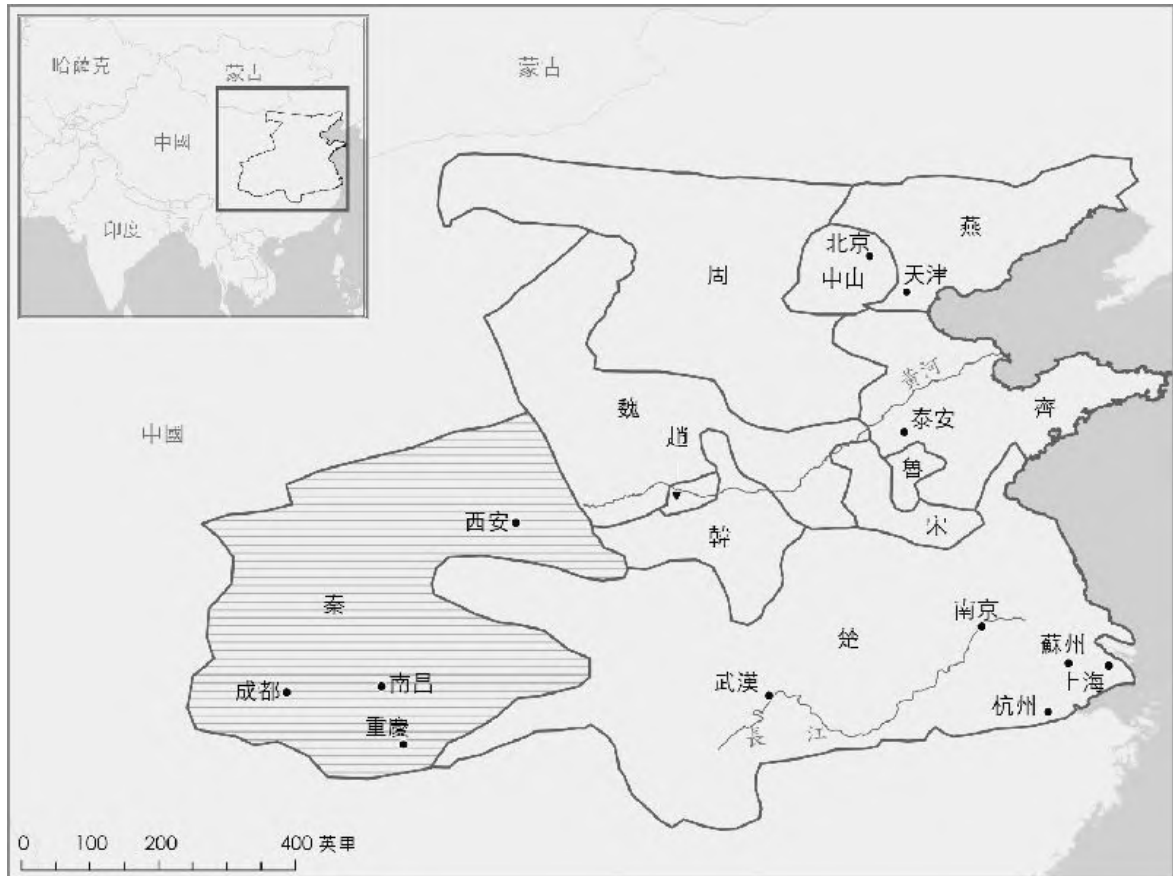 哈薩克
蒙古
中國
印度
蒙古
燕
北京
中山
天津
周
黃河
魏
趙
泰安
齊
魯
中國
西安
韓
宋
秦
楚
南京
蘇州
上海
武漢
杭州
成都
南昌
重慶
長江
0 100 200 400 英里